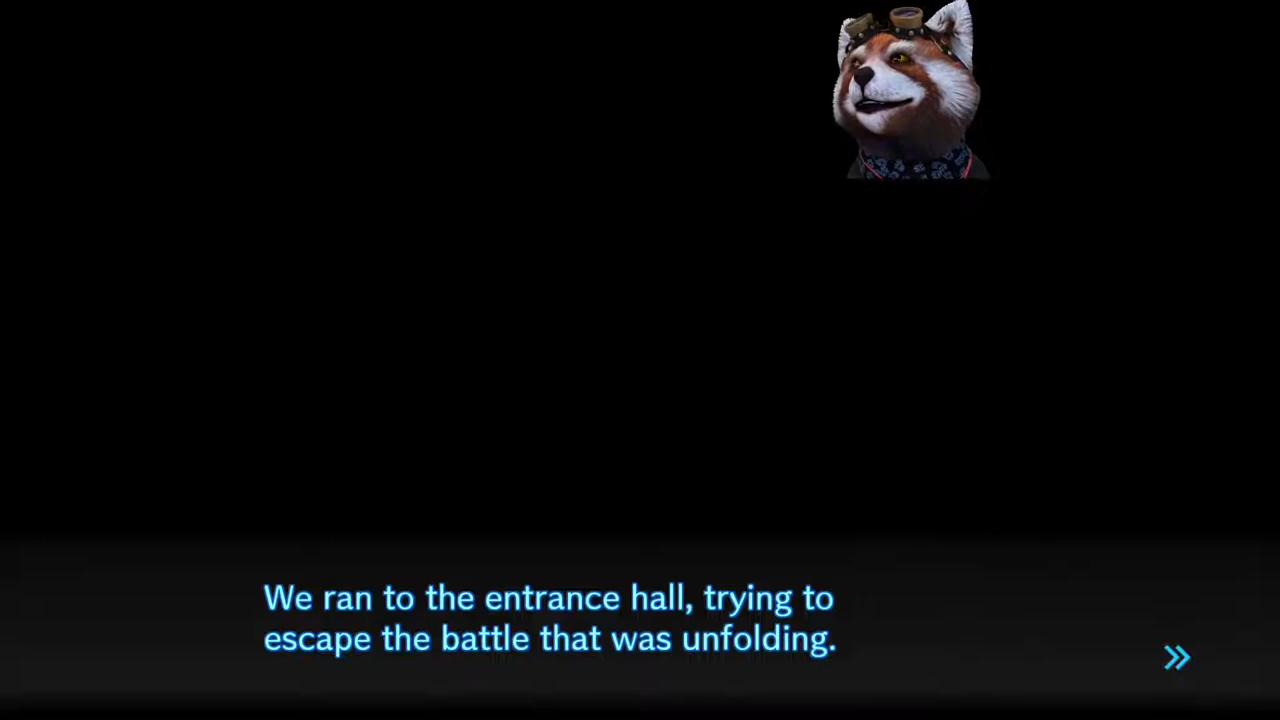 We ran to the entrance hall, trying to
escape the battle that was unfolding.